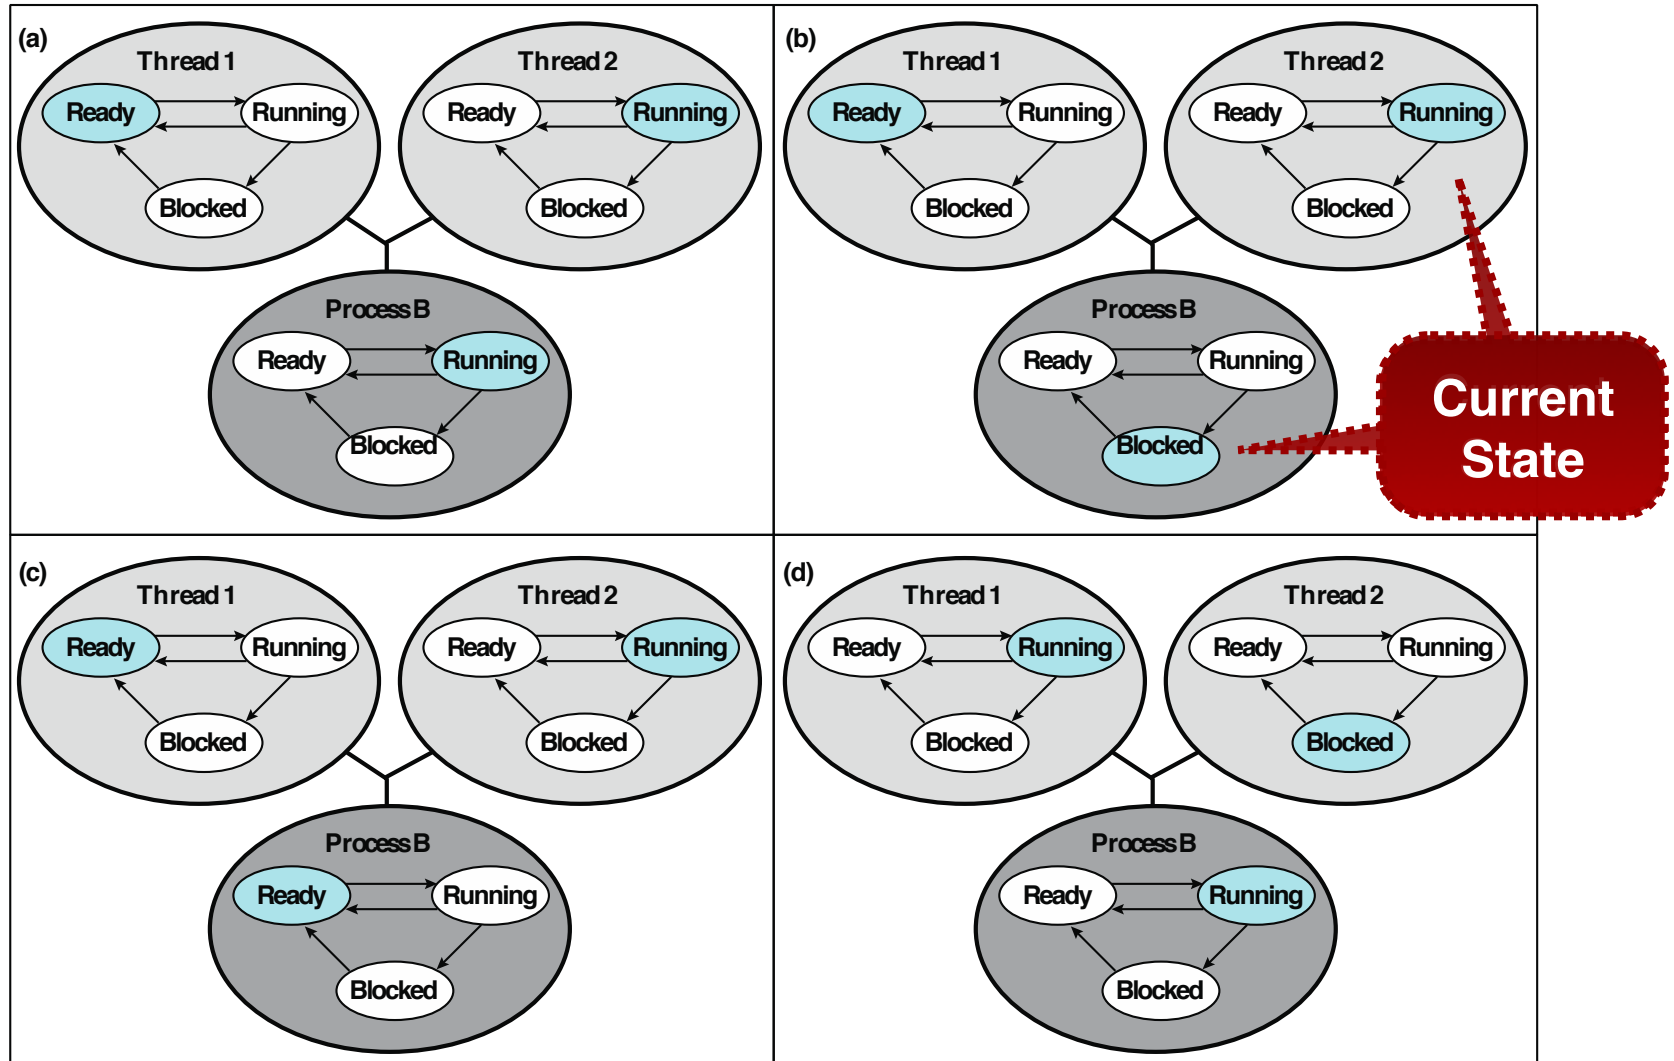 (a)
Thread 1
Thread 2
Ready
Running
Ready
Running
Blocked
Blocked
Process B
Ready
Running
Blocked
(b)
Thread 1
Thread 2
Ready
Running
Ready
Running
Blocked
Blocked
Process B
Ready
Running
Blocked
Current
State
(c)
Thread 1
Thread 2
Ready
Running
Ready
Running
Blocked
Blocked
Process B
Ready
Running
Blocked
(d)
Thread 1
Thread 2
Ready
Running
Ready
Running
Blocked
Blocked
Process B
Ready
Running
Blocked